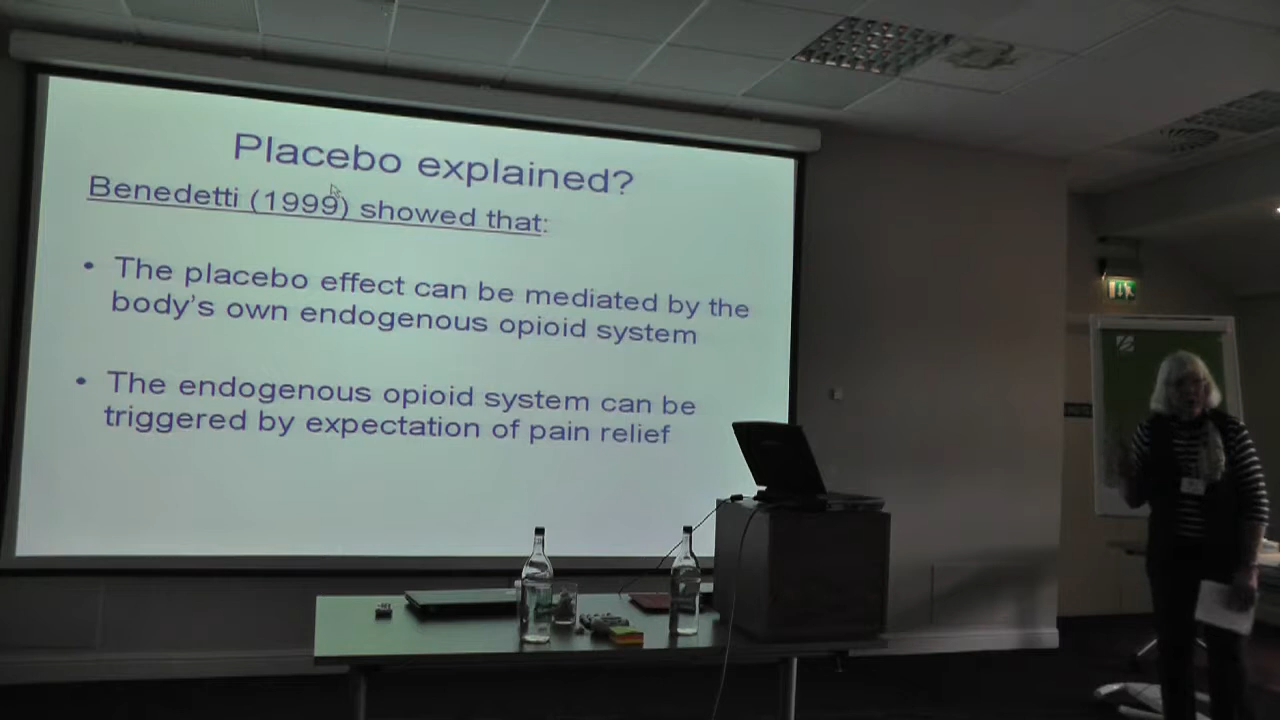 Placebo explained?
Benedetti (1999) showed that:
• The placebo effect can be mediated by the
body's own endogenous opioid system
• The endogenous opioid system can be
triggered by expectation of pain relief